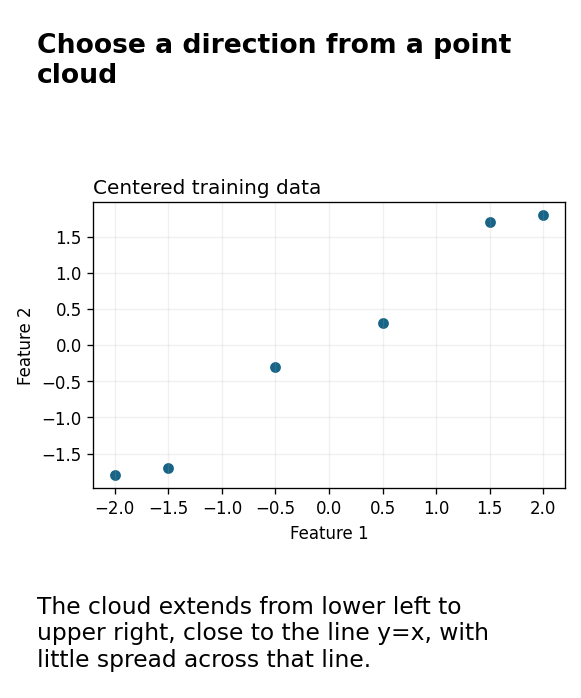 Choose a direction from a point
cloud
Centered training data
1.5
1.0
0.5
0.0
−0.5
−1.0
−1.5
Feature 2
−2.0 −1.5 −1.0 −0.5 0.0 0.5 1.0 1.5 2.0
Feature 1
The cloud extends from lower left to
upper right, close to the line y=x, with
little spread across that line.